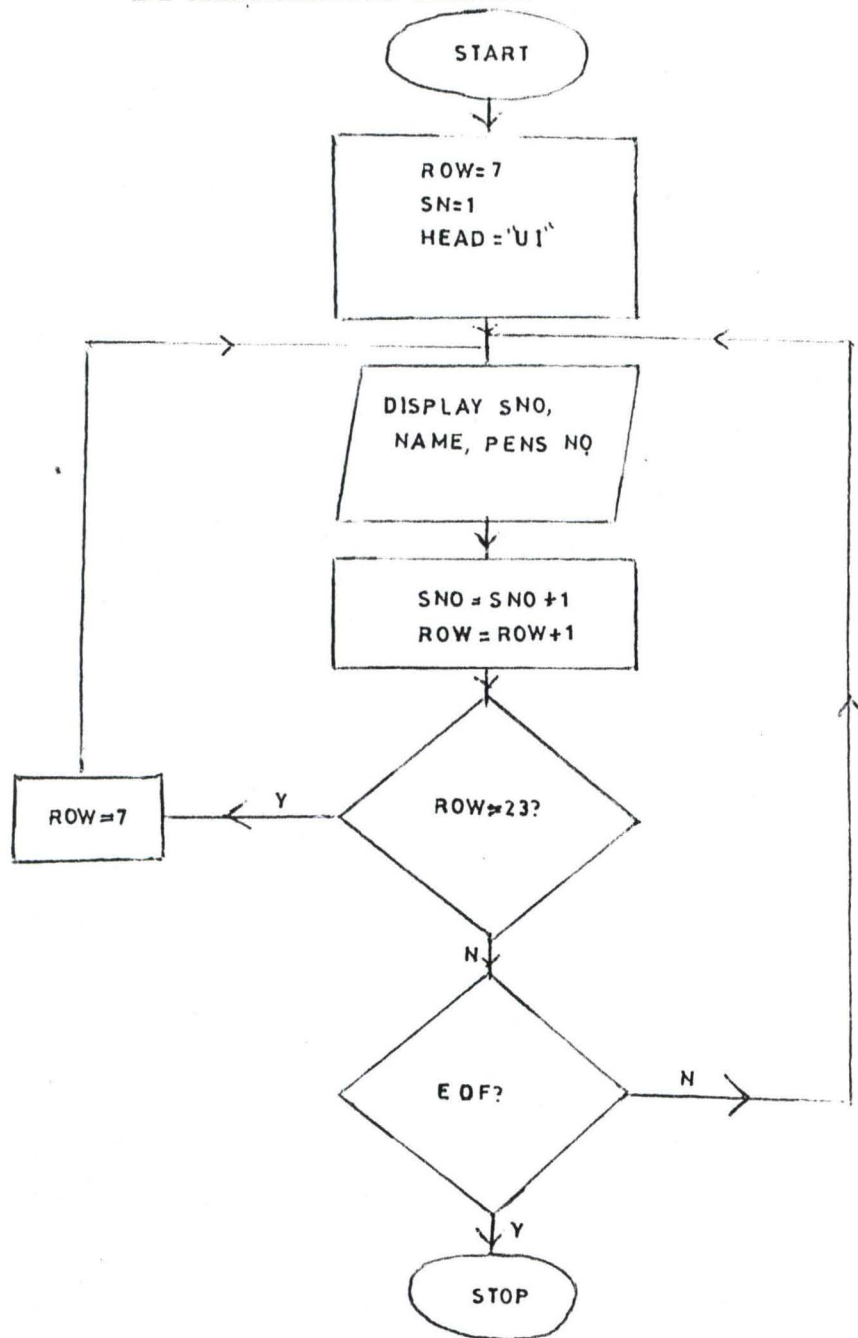 START
ROW=7
SN=1
HEAD="UI"
DISPLAY SNO,
NAME, PENS NO
SNO = SNO+1
ROW = ROW+1
ROW=23?
Y
ROW=7
N
EOF?
N
Y
STOP